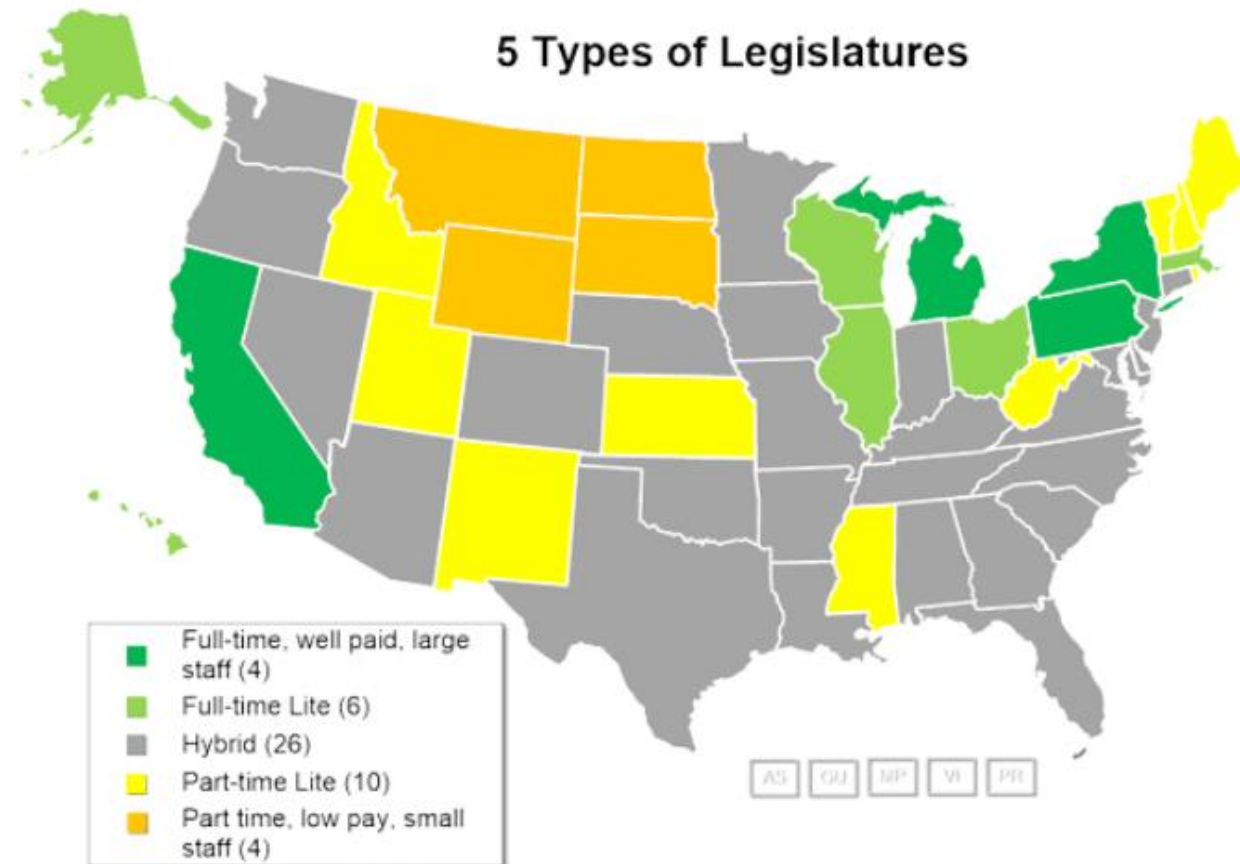 5 Types of Legislatures
Full-time, well paid, large
staff (4)
Full-time Lite (6)
Hybrid (26)
Part-time Lite (10)
Part time, low pay, small
staff (4)
AS GU MP VI PR